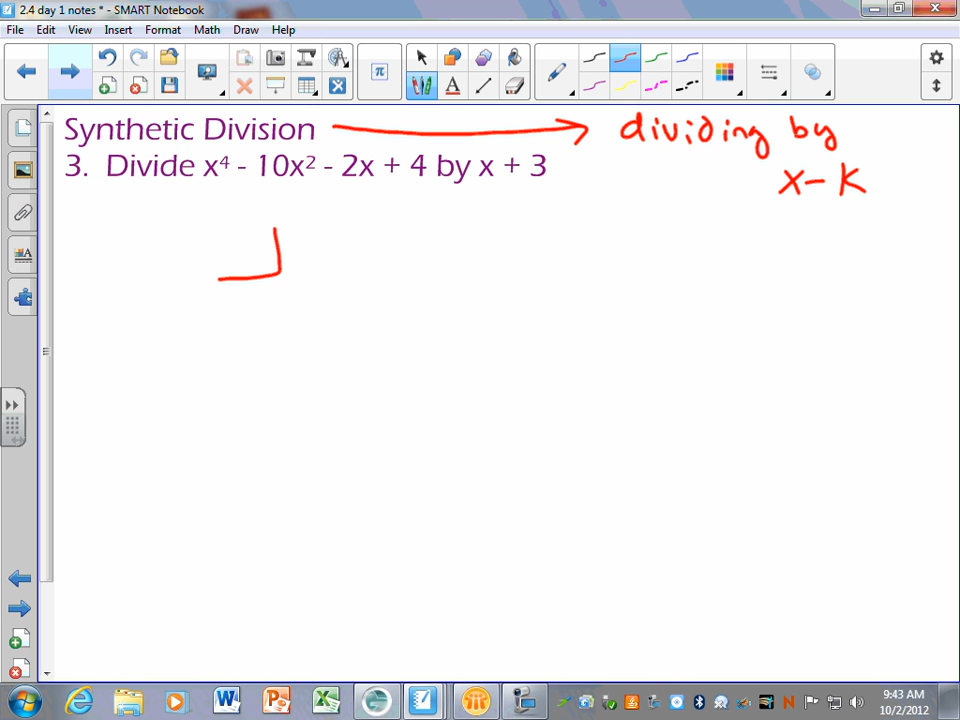 2.4 day 1 notes * - SMART Notebook
File Edit View Insert Format Math Draw Help
Synthetic Division dividing by
x - k
3. Divide x⁴ - 10x² - 2x + 4 by x + 3
9:43 AM
10/2/2012